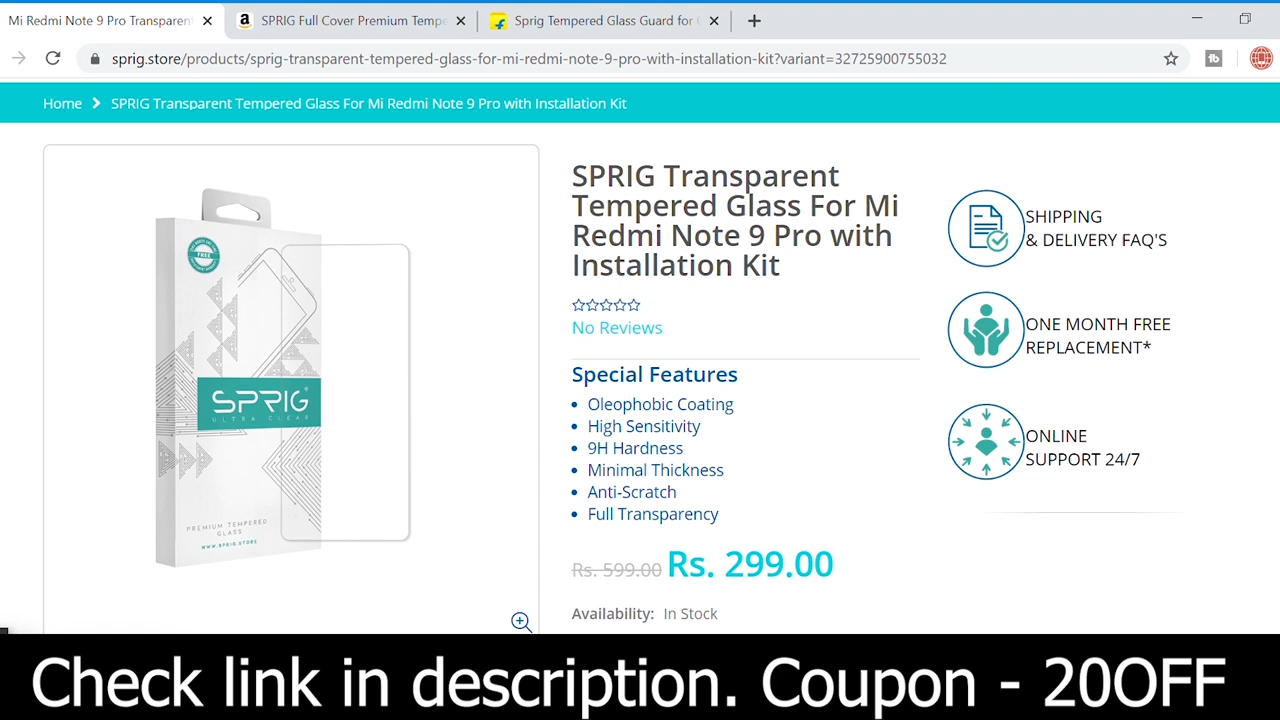 Mi Redmi Note 9 Pro Transparen
SPRIG Full Cover Premium Tempe
Sprig Tempered Glass Guard for
sprig.store/products/sprig-transparent-tempered-glass-for-mi-redmi-note-9-pro-with-installation-kit?variant=32725900755032
Home
SPRIG Transparent Tempered Glass For Mi Redmi Note 9 Pro with Installation Kit
SPRIG
ULTRA CLEAR
PREMIUM TEMPERED
GLASS
WWW.SPRIG.STORE
SPRIG Transparent
Tempered Glass For Mi
Redmi Note 9 Pro with
Installation Kit
No Reviews
Special Features
Oleophobic Coating
High Sensitivity
9H Hardness
Minimal Thickness
Anti-Scratch
Full Transparency
Rs. 599.00 Rs. 299.00
Availability: In Stock
SHIPPING
& DELIVERY FAQ'S
ONE MONTH FREE
REPLACEMENT*
ONLINE
SUPPORT 24/7
Check link in description. Coupon - 20OFF